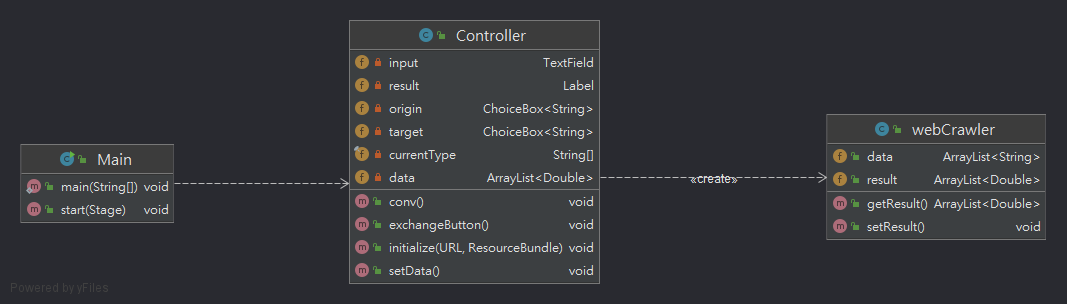 Main
main(String[]) void
start(Stage) void
Controller
input TextField
result Label
origin ChoiceBox<String>
target ChoiceBox<String>
currentType String[]
data ArrayList<Double>
conv() void
exchangeButton() void
initialize(URL, ResourceBundle) void
setData() void
«create»
webCrawler
data ArrayList<String>
result ArrayList<Double>
getResult() ArrayList<Double>
setResult() void
Powered by yFiles